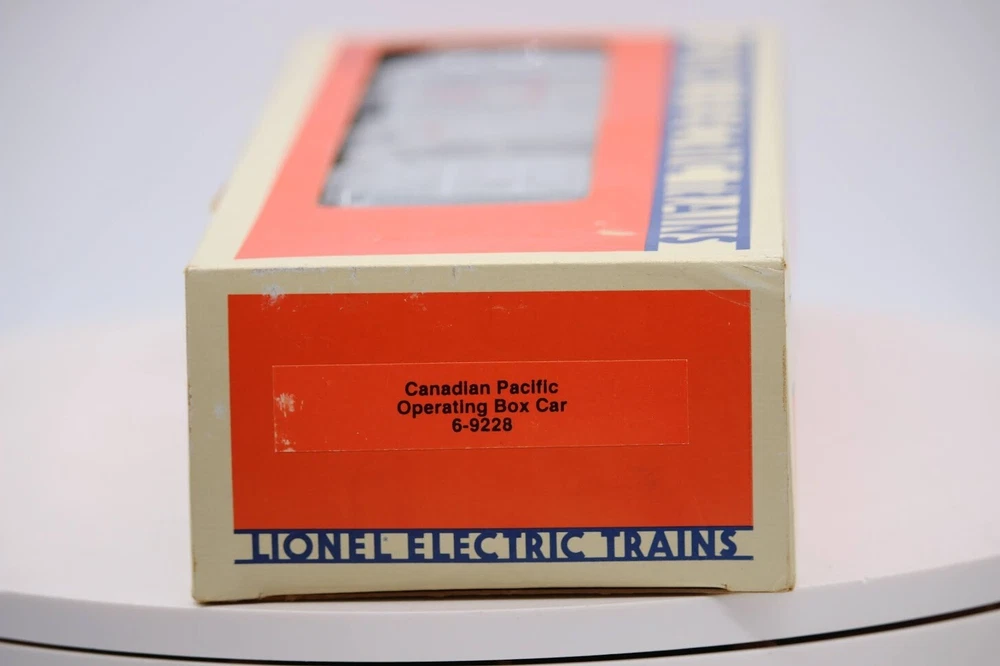 Canadian Pacific
Operating Box Car
6-9228
LIONEL ELECTRIC TRAINS